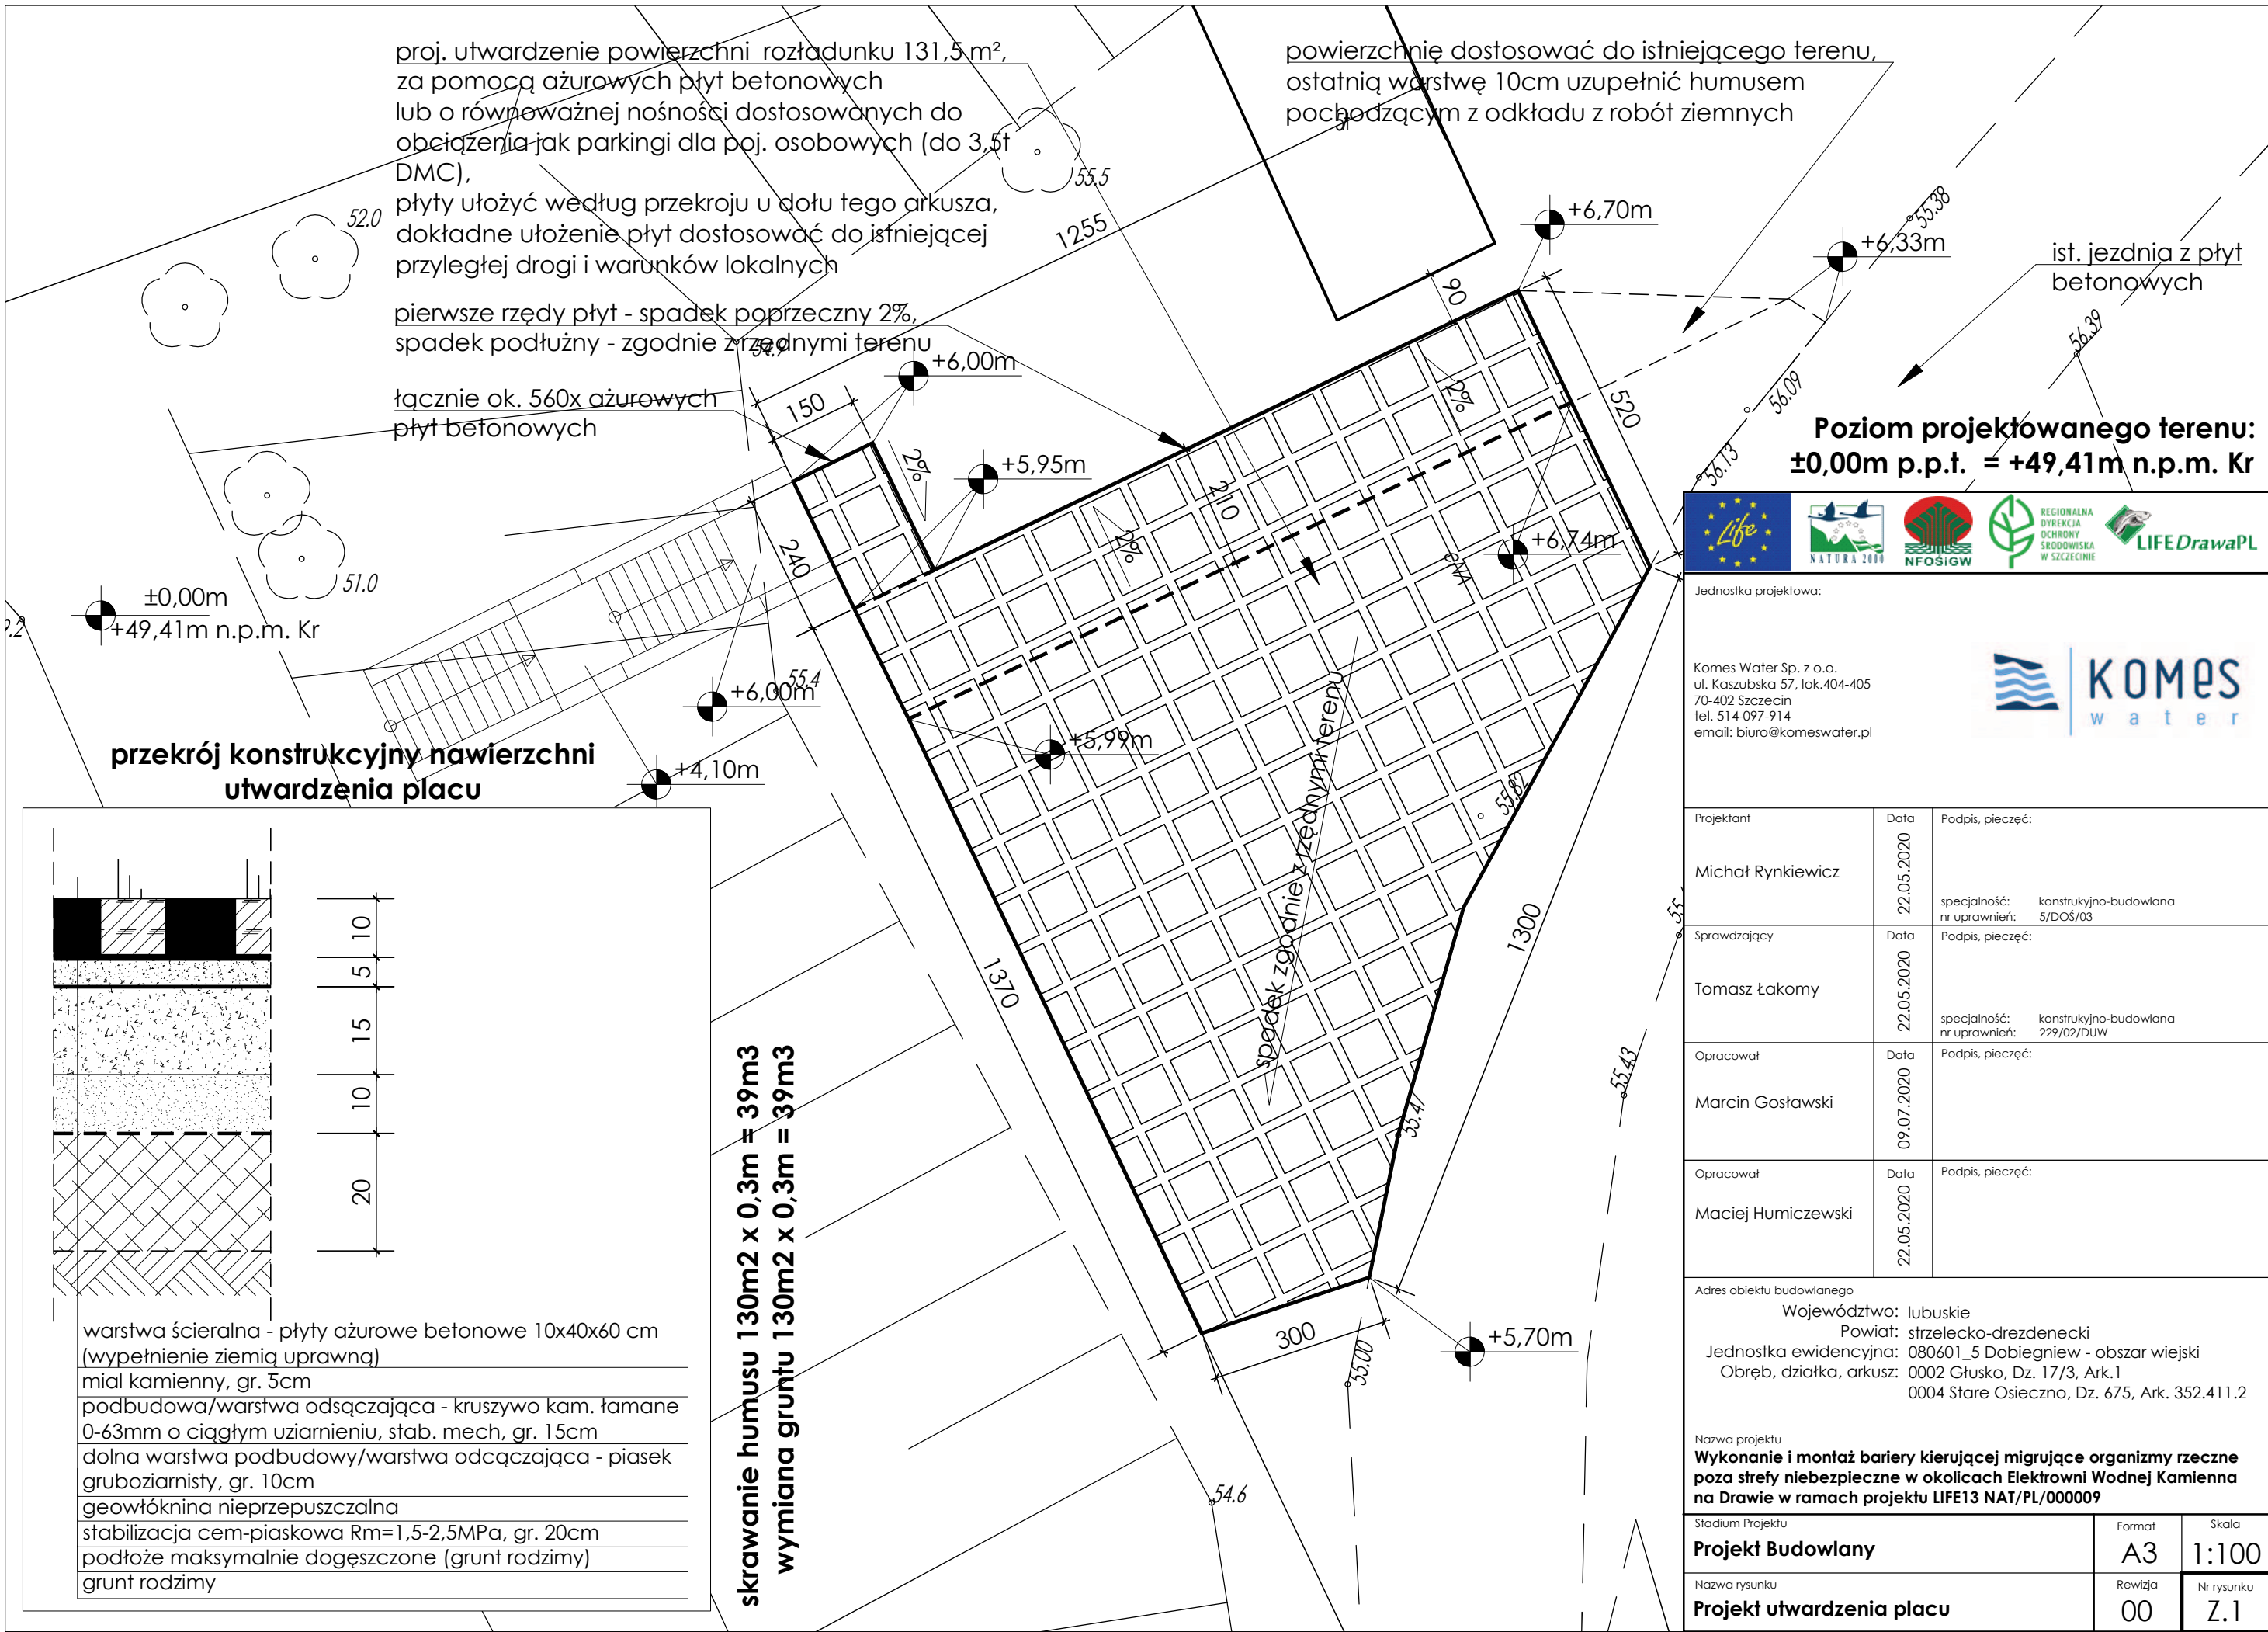 proj. utwardzenie powierzchni rozładunku 131,5 m²,
za pomocą ażurowych płyt betonowych
lub o równoważnej nośności dostosowanych do
obciążenia jak parkingi dla poj. osobowych (do 3,5t
DMC),
płyty ułożyć według przekroju u dołu tego arkusza,
dokładne ułożenie płyt dostosować do istniejącej
przyległej drogi i warunków lokalnych
pierwsze rzędy płyt - spadek poprzeczny 2%,
spadek podłużny - zgodnie z rzędnymi terenu
łącznie ok. 560x ażurowych
płyt betonowych
powierzchnię dostosować do istniejącego terenu,
ostatnią warstwę 10cm uzupełnić humusem
pochodzącym z odkładu z robót ziemnych
ist. jezdnia z płyt
betonowych
52.0
55.5
1255
+6,70m
+6,33m
55.38
56.39
56.09
56.73
90
520
54.9
+6,00m
150
2%
+5,95m
210
2%
2%
+6,74m
240
51.0
±0,00m
+49,41m n.p.m. Kr
+6,00m
55.4
+5,99m
+4,10m
55.82
spadek zgodnie z rzędnymi terenu
1370
1300
55.43
55.47
300
+5,70m
55.00
54.6
Poziom projektowanego terenu:
±0,00m p.p.t. = +49,41m n.p.m. Kr
przekrój konstrukcyjny nawierzchni
utwardzenia placu
10
5
15
10
20
warstwa ścieralna - płyty ażurowe betonowe 10x40x60 cm
(wypełnienie ziemią uprawną)
miał kamienny, gr. 5cm
podbudowa/warstwa odsączająca - kruszywo kam. łamane
0-63mm o ciągłym uziarnieniu, stab. mech, gr. 15cm
dolna warstwa podbudowy/warstwa odcączająca - piasek
gruboziarnisty, gr. 10cm
geowłóknina nieprzepuszczalna
stabilizacja cem-piaskowa Rm=1,5-2,5MPa, gr. 20cm
podłoże maksymalnie dogęszczone (grunt rodzimy)
grunt rodzimy
skrawanie humusu 130m2 x 0,3m = 39m3
wymiana gruntu 130m2 x 0,3m = 39m3
Life
NATURA 2000
NFOŚiGW
REGIONALNA
DYREKCJA
OCHRONY
ŚRODOWISKA
W SZCZECINIE
LIFEDrawaPL
Jednostka projektowa:
Komes Water Sp. z o.o.
ul. Kaszubska 57, lok.404-405
70-402 Szczecin
tel. 514-097-914
email: biuro@komeswater.pl
KOMES
water
Projektant
Data
Podpis, pieczęć:
Michał Rynkiewicz
22.05.2020
specjalność: konstrukyjno-budowlana
nr uprawnień: 5/DOŚ/03
Sprawdzający
Data
Podpis, pieczęć:
Tomasz Łakomy
22.05.2020
specjalność: konstrukyjno-budowlana
nr uprawnień: 229/02/DUW
Opracował
Data
Podpis, pieczęć:
Marcin Gosławski
09.07.2020
Opracował
Data
Podpis, pieczęć:
Maciej Humiczewski
22.05.2020
Adres obiektu budowlanego
Województwo: lubuskie
Powiat: strzelecko-drezdenecki
Jednostka ewidencyjna: 080601_5 Dobiegniew - obszar wiejski
Obręb, działka, arkusz: 0002 Głusko, Dz. 17/3, Ark.1
0004 Stare Osieczno, Dz. 675, Ark. 352.411.2
Nazwa projektu
Wykonanie i montaż bariery kierującej migrujące organizmy rzeczne
poza strefy niebezpieczne w okolicach Elektrowni Wodnej Kamienna
na Drawie w ramach projektu LIFE13 NAT/PL/000009
Stadium Projektu
Projekt Budowlany
Format
A3
Skala
1:100
Nazwa rysunku
Projekt utwardzenia placu
Rewizja
00
Nr rysunku
Z.1